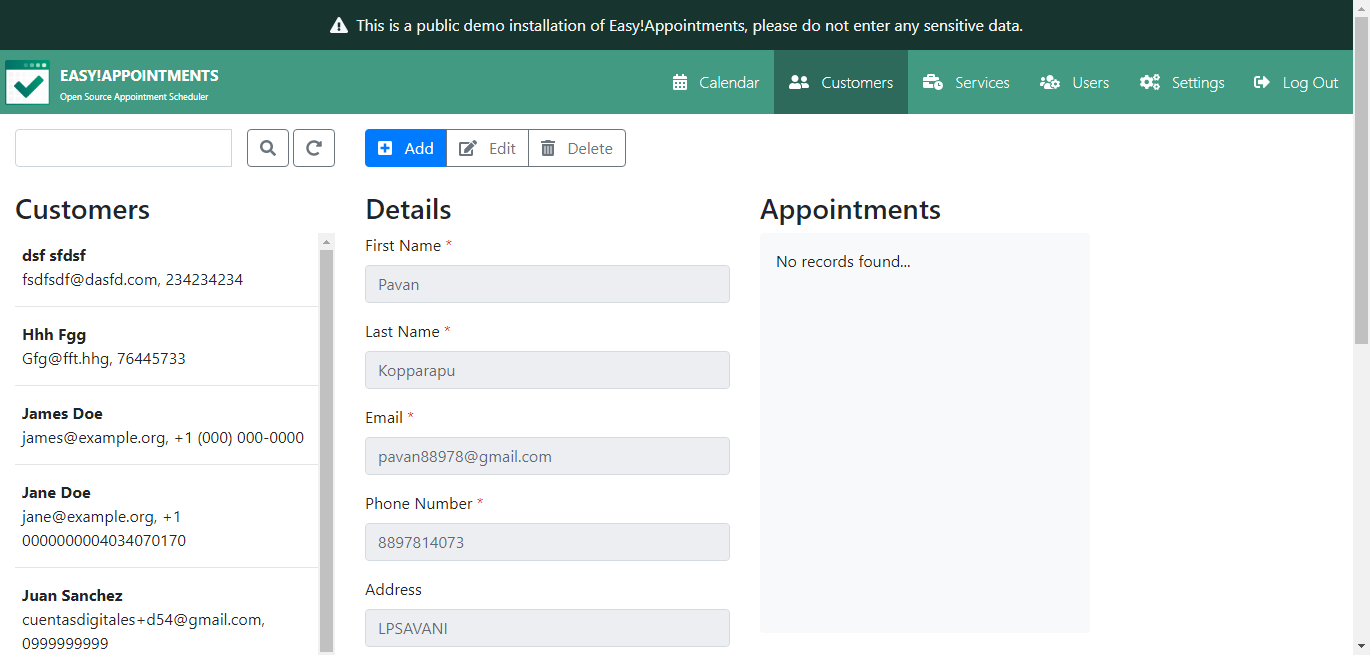 This is a public demo installation of Easy!Appointments, please do not enter any sensitive data.
EASY!APPOINTMENTS
Open Source Appointment Scheduler
Calendar
Customers
Services
Users
Settings
Log Out
Add
Edit
Delete
Customers
dsf sfdsf
fsdfsdf@dasfd.com, 234234234
Hhh Fgg
Gfg@fft.hhg, 76445733
James Doe
james@example.org, +1 (000) 000-0000
Jane Doe
jane@example.org, +1
0000000004034070170
Juan Sanchez
cuentasdigitales+d54@gmail.com,
0999999999
Details
First Name *
Pavan
Last Name *
Kopparapu
Email *
pavan88978@gmail.com
Phone Number *
8897814073
Address
LPSAVANI
Appointments
No records found...